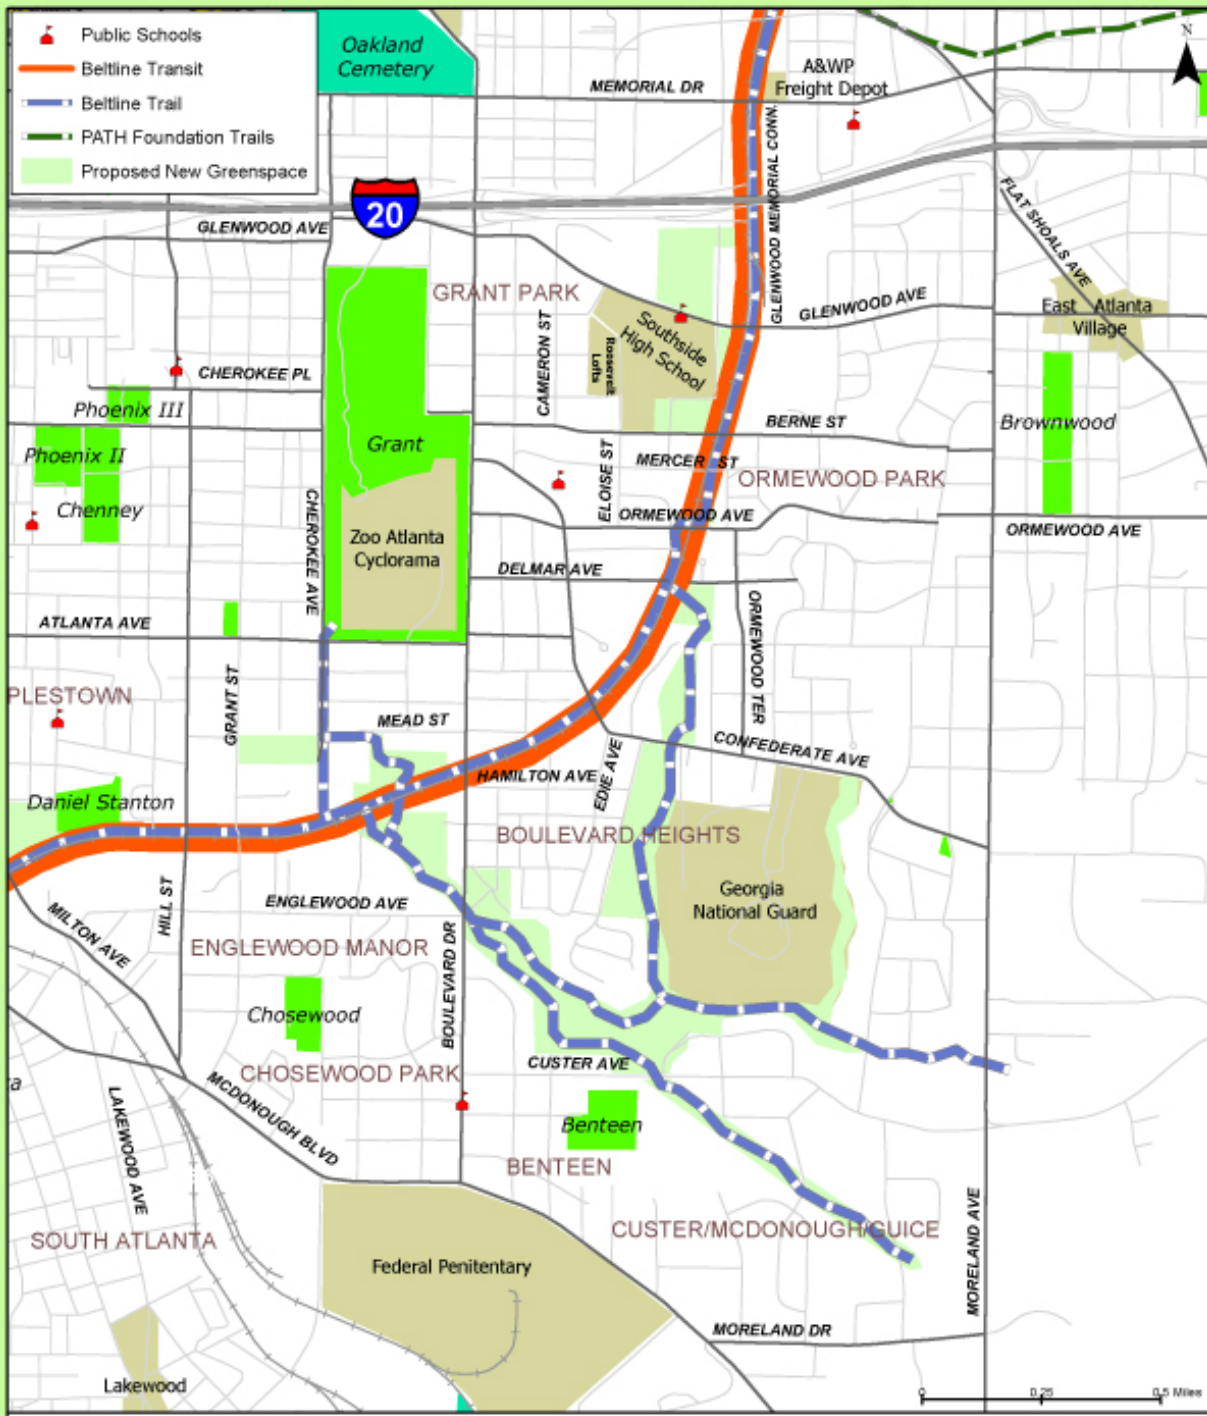 Public Schools
Beltline Transit
Beltline Trail
PATH Foundation Trails
Proposed New Greenspace
Oakland
Cemetery
MEMORIAL DR
A&WP
Freight Depot
N
20
GLENWOOD AVE
GLENWOOD MEMORIAL CONN.
FLAT SHOALS AVE
GRANT PARK
CAMERON ST
Southside
High School
Roosevelt
Lofts
GLENWOOD AVE
East Atlanta
Village
CHEROKEE PL
Phoenix III
Phoenix II
Chenney
Grant
BERNE ST
Brownwood
ELOISE ST
MERCER ST
ORMEWOOD PARK
CHEROKEE AVE
Zoo Atlanta
Cyclorama
ORMEWOOD AVE
ORMEWOOD AVE
DELMAR AVE
ORMEWOOD TER
ATLANTA AVE
PLESTOWN
GRANT ST
MEAD ST
HAMILTON AVE
EDIE AVE
CONFEDERATE AVE
Daniel Stanton
BOULEVARD HEIGHTS
Georgia
National Guard
HILL ST
MILTON AVE
ENGLEWOOD AVE
ENGLEWOOD MANOR
BOULEVARD DR
Chosewood
CUSTER AVE
CHOSEWOOD PARK
a
LAKEWOOD AVE
MCDONOUGH BLVD
Benteen
BENTEEN
SOUTH ATLANTA
CUSTER/MCDONOUGH/GUICE
MORELAND AVE
Federal Penitentary
MORELAND DR
Lakewood
0 0.25 0.5 Miles